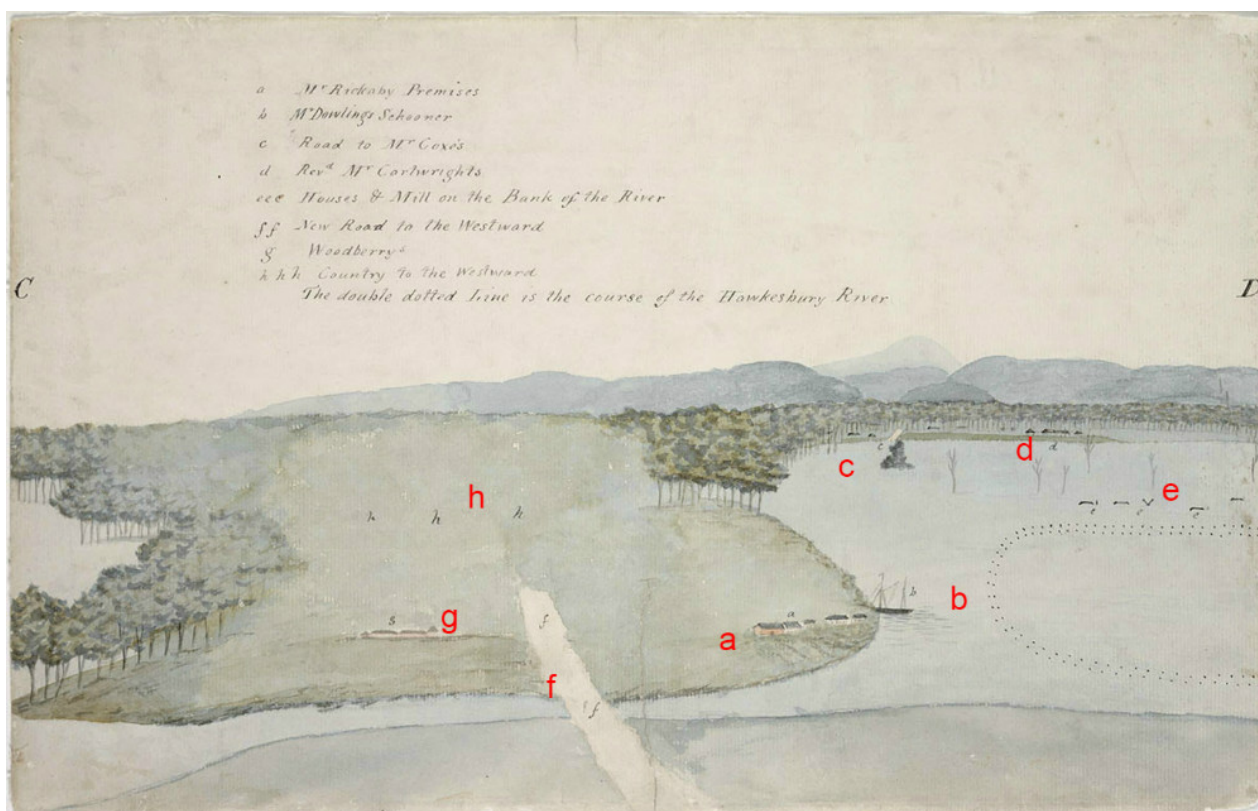 a Mr Rickaby Premises
b Mr Dowlings Schooner
c Road to Mr Coxes
d Revd Mr Cartwrights
eee Houses & Mill on the Bank of the River
ff New Road to the Westward
g Woodberrys
h h h Country to the Westward
The double dotted Line is the course of the Hawkesbury River
C
D
c
d
c
d
e
h
e
e
e
h h h
b
b
a
g
g
f
a
f
f